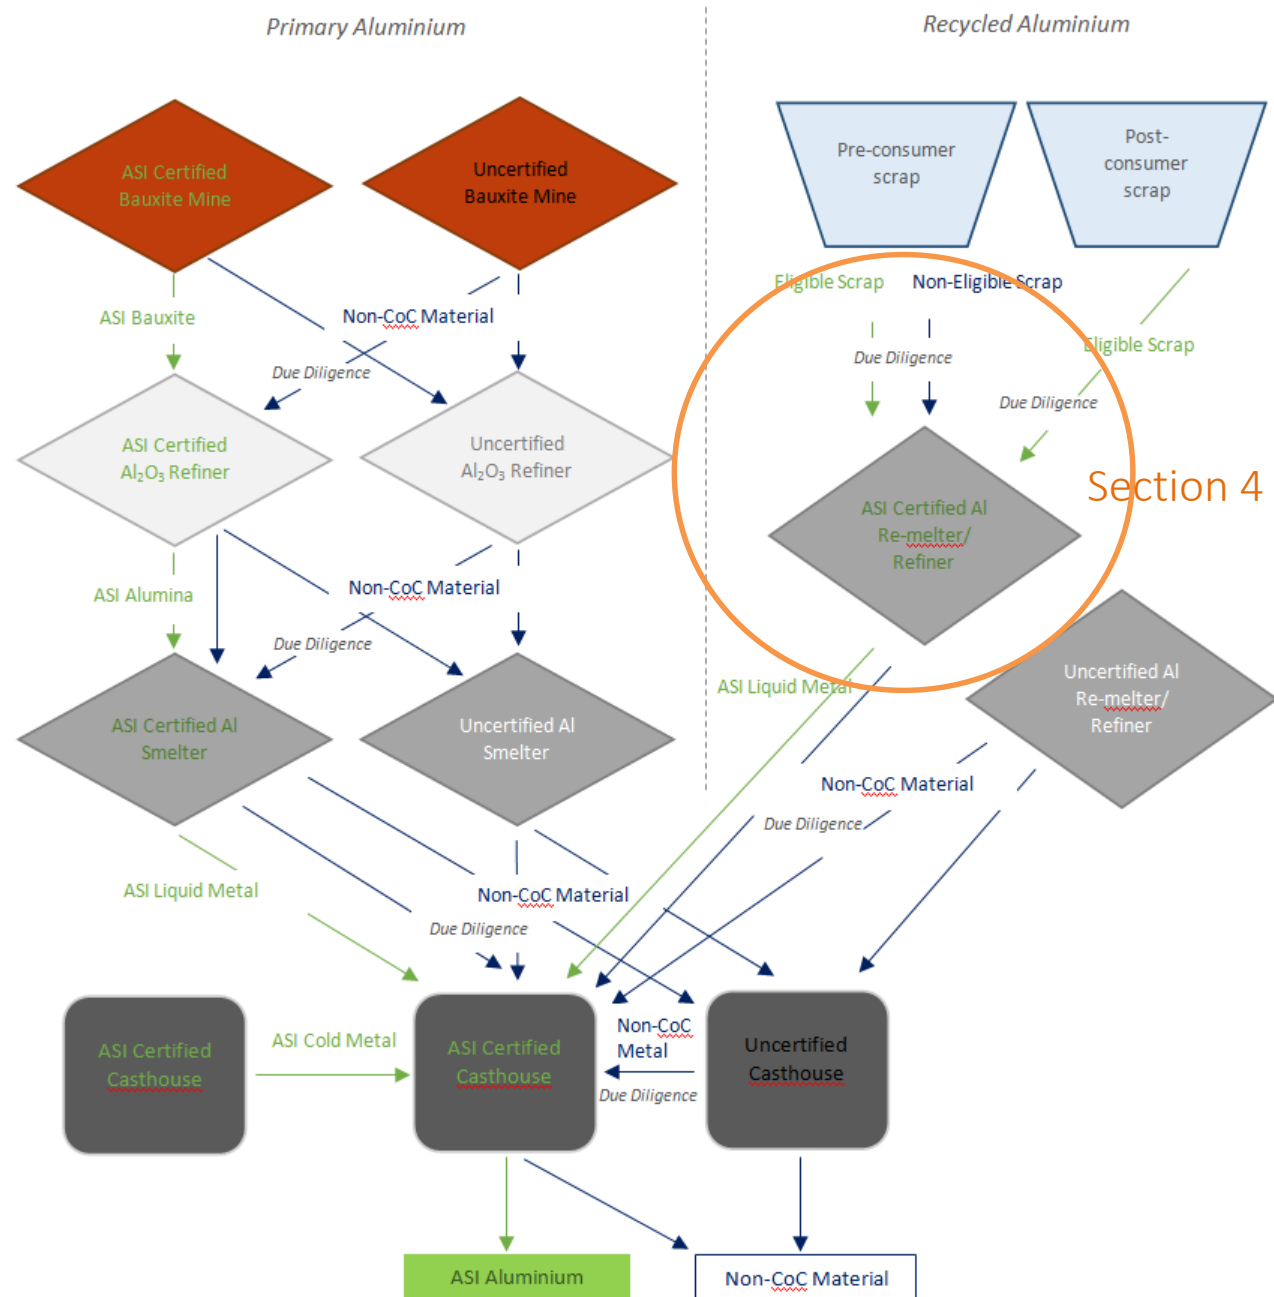 Primary Aluminium
Recycled Aluminium
ASI Certified
Bauxite Mine
Uncertified
Bauxite Mine
Pre-consumer
scrap
Post-
consumer
scrap
Eligible Scrap
Non-Eligible Scrap
ASI Bauxite
Non-CoC Material
Eligible Scrap
Due Diligence
Due Diligence
Due Diligence
ASI Certified
Al₂O₃ Refiner
Uncertified
Al₂O₃ Refiner
Section 4
ASI Certified Al
Re-melter/
Refiner
ASI Alumina
Non-CoC Material
Due Diligence
ASI Liquid Metal
Uncertified Al
Re-melter/
Refiner
ASI Certified Al
Smelter
Uncertified Al
Smelter
Non-CoC Material
Due Diligence
ASI Liquid Metal
Non-CoC Material
Due Diligence
ASI Certified
Casthouse
ASI Cold Metal
ASI Certified
Casthouse
Non-CoC
Metal
Due Diligence
Uncertified
Casthouse
ASI Aluminium
Non-CoC Material